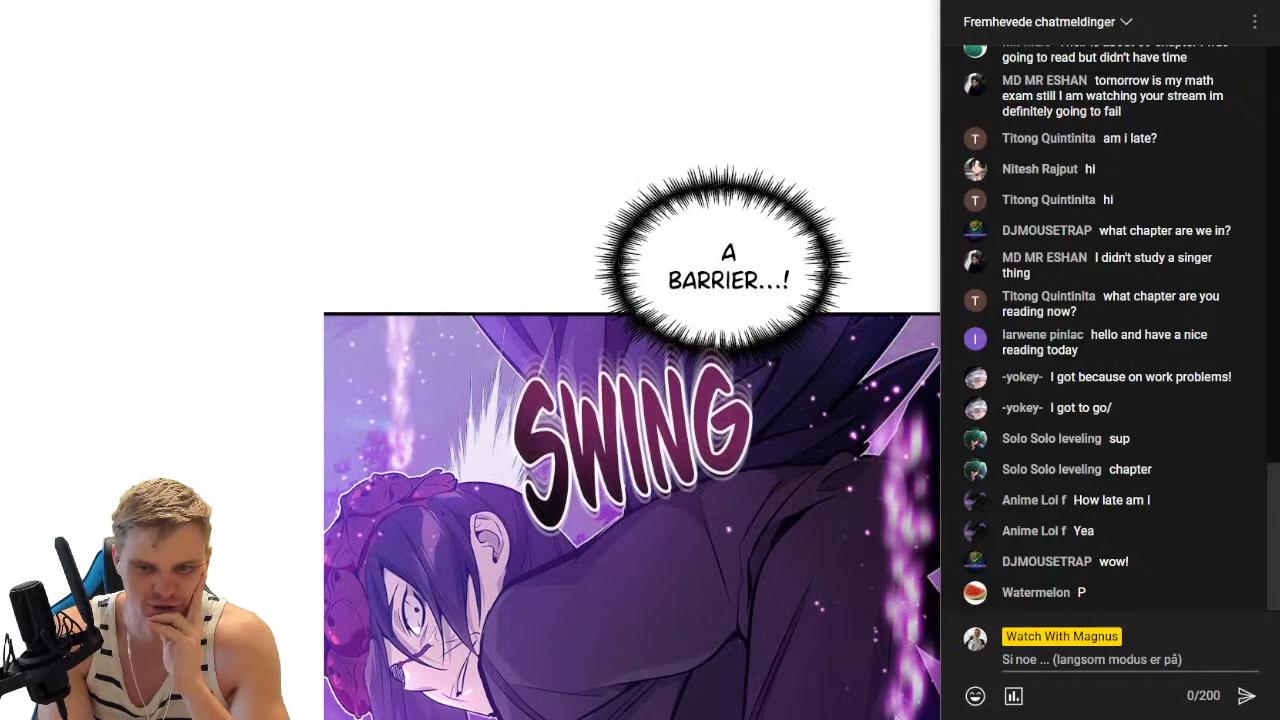 A
BARRIER...!
SWING
Fremhevede chatmeldinger
going to read but didn't have time
MD MR ESHAN tomorrow is my math
exam still I am watching your stream im
definitely going to fail
Titong Quintinita am i late?
Nitesh Rajput hi
Titong Quintinita hi
DJMOUSETRAP what chapter are we in?
MD MR ESHAN I didn't study a singer
thing
Titong Quintinita what chapter are you
reading now?
larwene pinlac hello and have a nice
reading today
-yokey- I got because on work problems!
-yokey- I got to go/
Solo Solo leveling sup
Solo Solo leveling chapter
Anime Lol f How late am I
Anime Lol f Yea
DJMOUSETRAP wow!
Watermelon P
Watch With Magnus
Si noe ... (langsom modus er på)
0/200